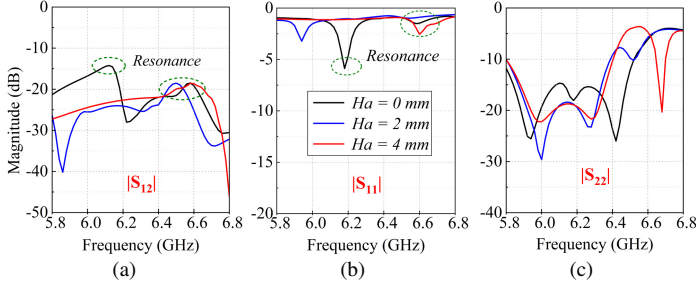 (a)
Magnitude (dB)
0
-10
-20
-30
-40
-50
Resonance
|S12|
5.8 6.0 6.2 6.4 6.6 6.8
Frequency (GHz)
(a)
(b)
0
-5
-10
-15
-20
Resonance
Ha = 0 mm
Ha = 2 mm
Ha = 4 mm
|S11|
5.8 6.0 6.2 6.4 6.6 6.8
Frequency (GHz)
(b)
(c)
0
-10
-20
-30
-40
|S22|
5.8 6.0 6.2 6.4 6.6 6.8
Frequency (GHz)
(c)